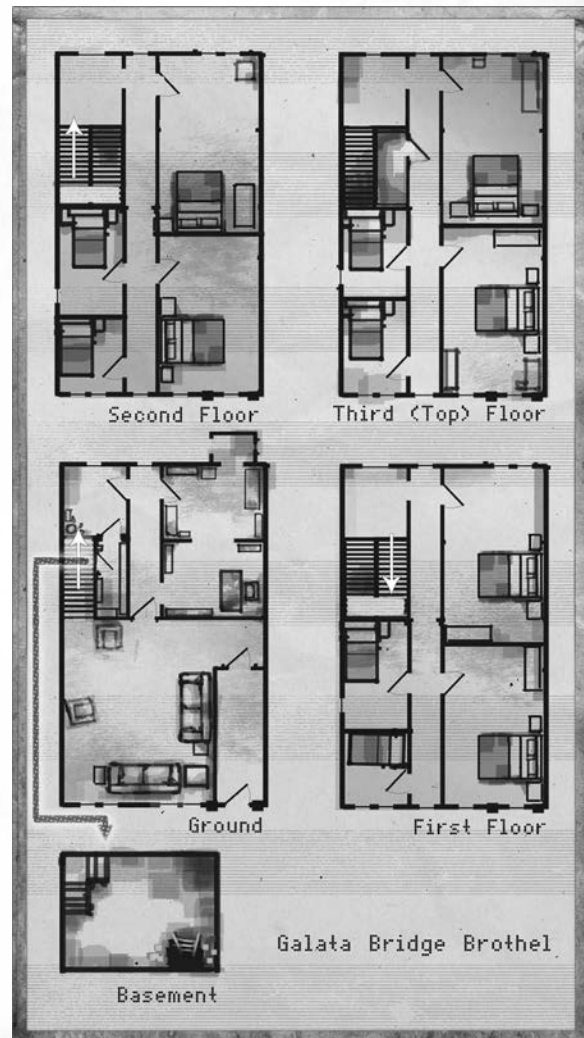 Second Floor
Third (Top) Floor
Ground
First Floor
Basement
Galata Bridge Brothel